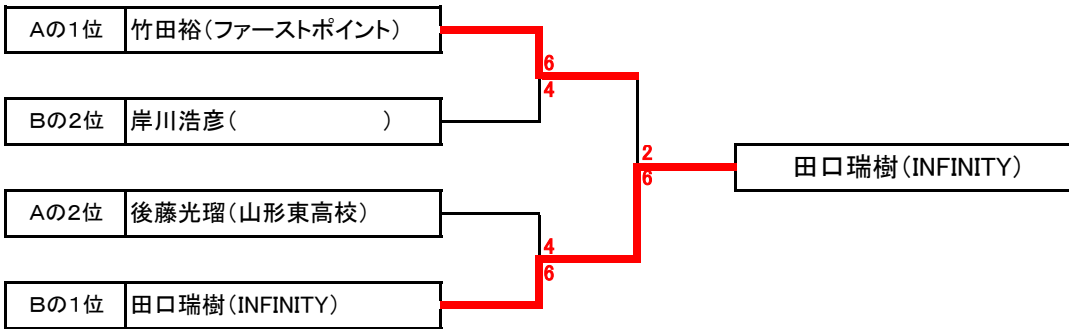 Aの1位 竹田裕(ファーストポイント)
6
4
Bの2位 岸川浩彦(　　　　　　　)
2
6
田口瑞樹(INFINITY)
Aの2位 後藤光瑠(山形東高校)
4
6
Bの1位 田口瑞樹(INFINITY)